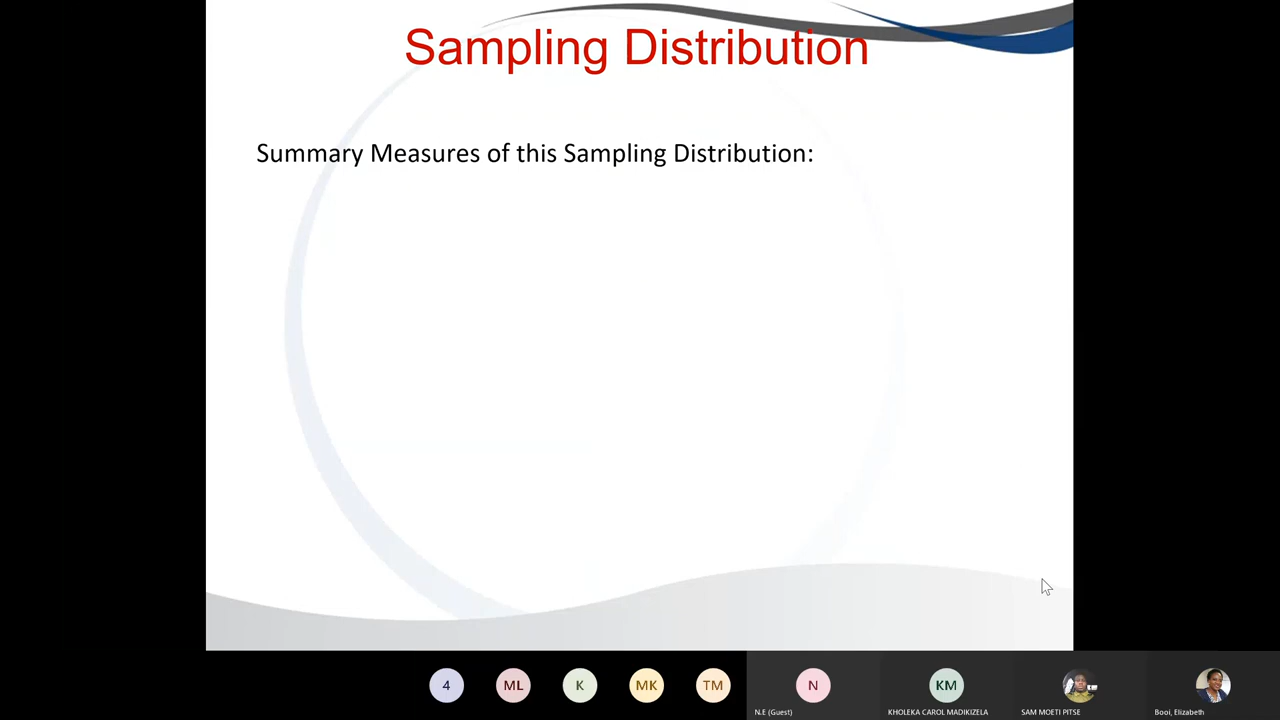 Sampling Distribution
Summary Measures of this Sampling Distribution:
4
ML
K
MK
TM
N
KM
N.E (Guest)
KHOLEKA CAROL MADIKIZELA
SAM MOETI PITSE
Booi, Elizabeth